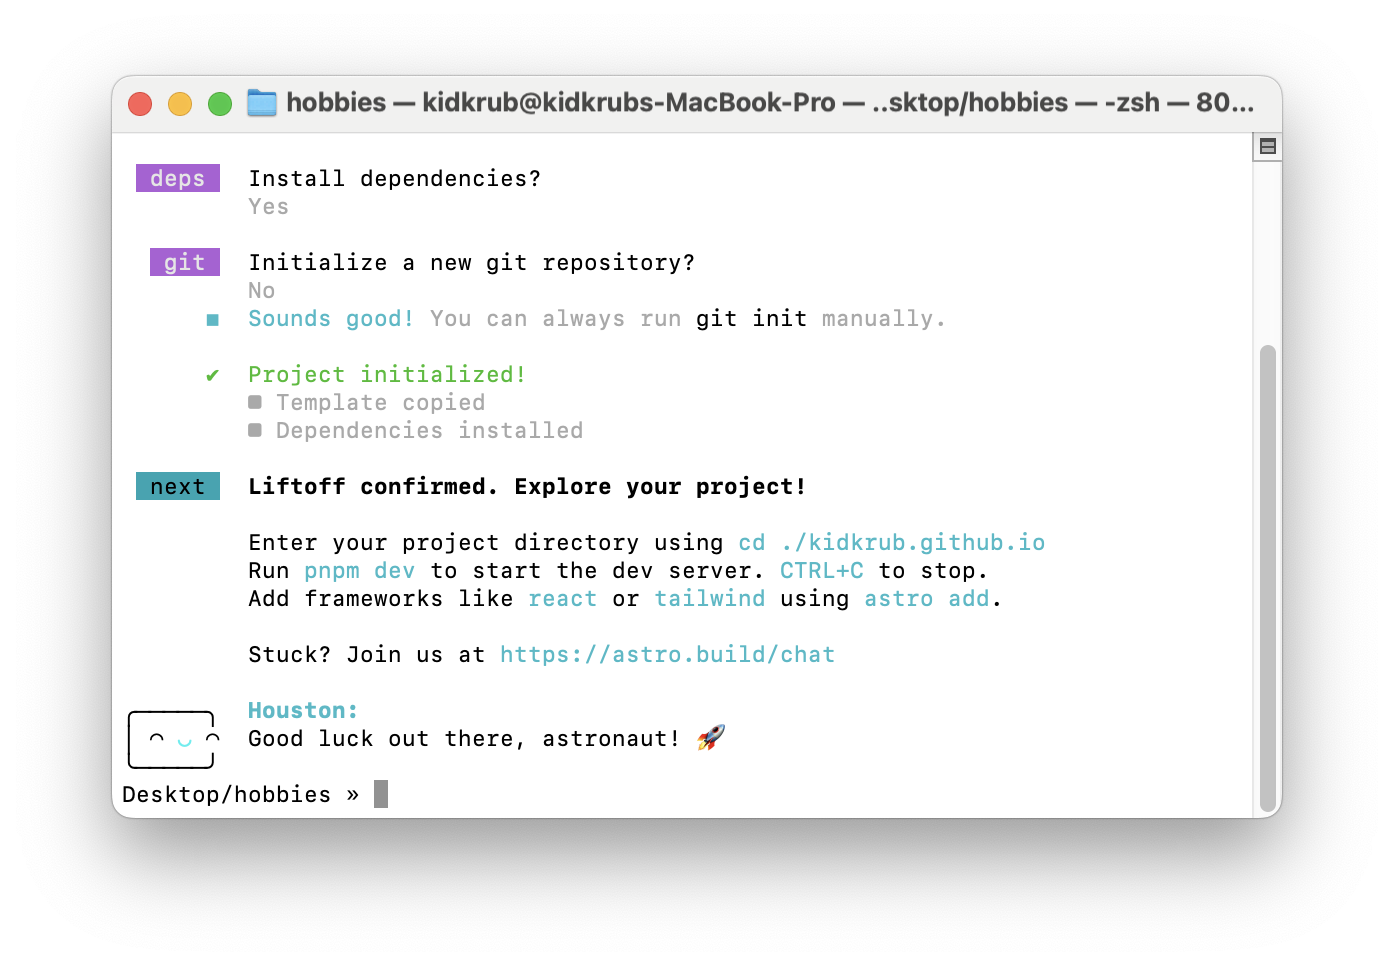 hobbies — kidkrub@kidkrubs-MacBook-Pro — ..sktop/hobbies — -zsh — 80...
deps Install dependencies?
Yes
git Initialize a new git repository?
No
■ Sounds good! You can always run git init manually.
✔ Project initialized!
■ Template copied
■ Dependencies installed
next Liftoff confirmed. Explore your project!
Enter your project directory using cd ./kidkrub.github.io
Run pnpm dev to start the dev server. CTRL+C to stop.
Add frameworks like react or tailwind using astro add.
Stuck? Join us at https://astro.build/chat
Houston:
Good luck out there, astronaut! 🚀
Desktop/hobbies »